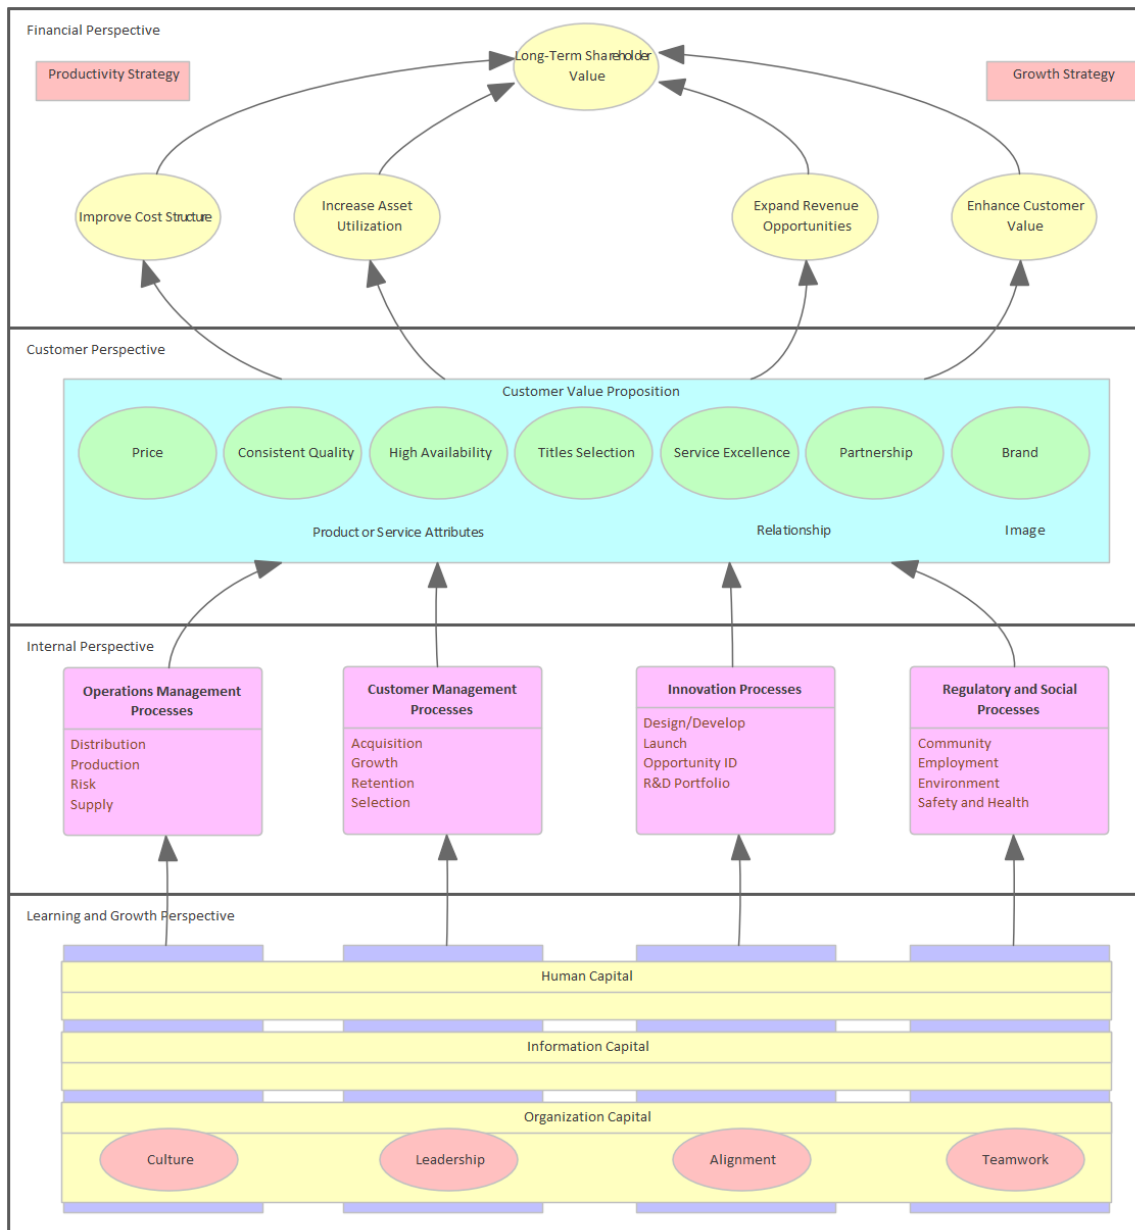 Financial Perspective
Productivity Strategy
Long-Term Shareholder
Value
Growth Strategy
Improve Cost Structure
Increase Asset
Utilization
Expand Revenue
Opportunities
Enhance Customer
Value
Customer Perspective
Customer Value Proposition
Price
Consistent Quality
High Availability
Titles Selection
Service Excellence
Partnership
Brand
Product or Service Attributes
Relationship
Image
Internal Perspective
Operations Management
Processes
Distribution
Production
Risk
Supply
Customer Management
Processes
Acquisition
Growth
Retention
Selection
Innovation Processes
Design/Develop
Launch
Opportunity ID
R&D Portfolio
Regulatory and Social
Processes
Community
Employment
Environment
Safety and Health
Learning and Growth Perspective
Human Capital
Information Capital
Organization Capital
Culture
Leadership
Alignment
Teamwork